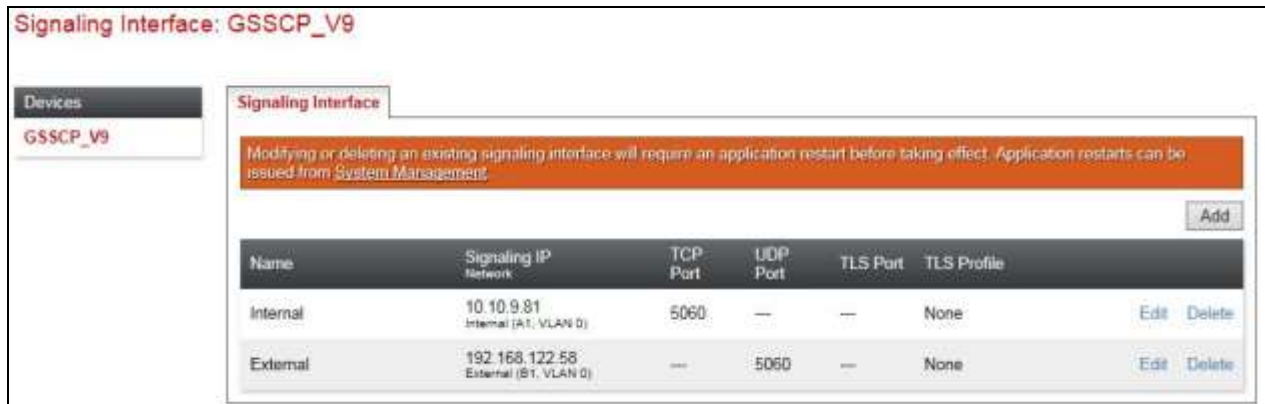 Signaling Interface: GSSCP_V9
Devices
GSSCP_V9
Signaling Interface
Modifying or deleting an existing signaling interface will require an application restart before taking effect. Application restarts can be
issued from System Management.
Add
Name Signaling IP Network TCP Port UDP Port TLS Port TLS Profile
Internal 10.10.9.81 Internal (A1, VLAN 0) 5060 --- --- None Edit Delete
External 192.168.122.58 External (B1, VLAN 0) --- 5060 --- None Edit Delete